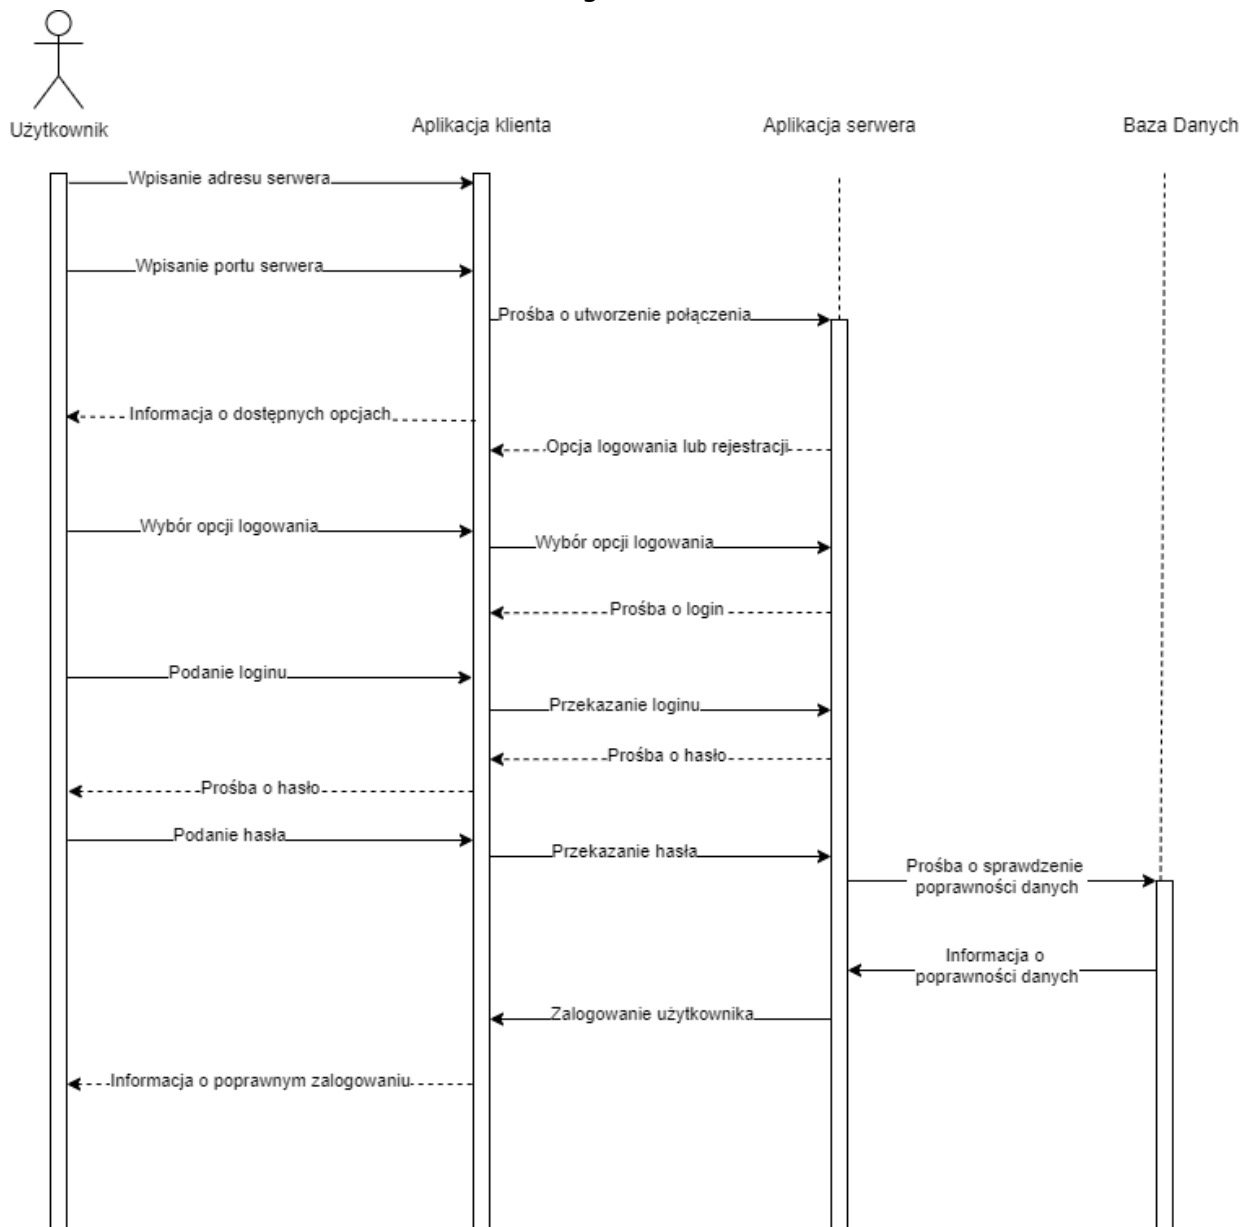 Użytkownik
Aplikacja klienta
Aplikacja serwera
Baza Danych
Wpisanie adresu serwera
Wpisanie portu serwera
Prośba o utworzenie połączenia
Informacja o dostępnych opcjach
Opcja logowania lub rejestracji
Wybór opcji logowania
Wybór opcji logowania
Prośba o login
Podanie loginu
Przekazanie loginu
Prośba o hasło
Prośba o hasło
Podanie hasła
Przekazanie hasła
Prośba o sprawdzenie
poprawności danych
Informacja o
poprawności danych
Zalogowanie użytkownika
Informacja o poprawnym zalogowaniu